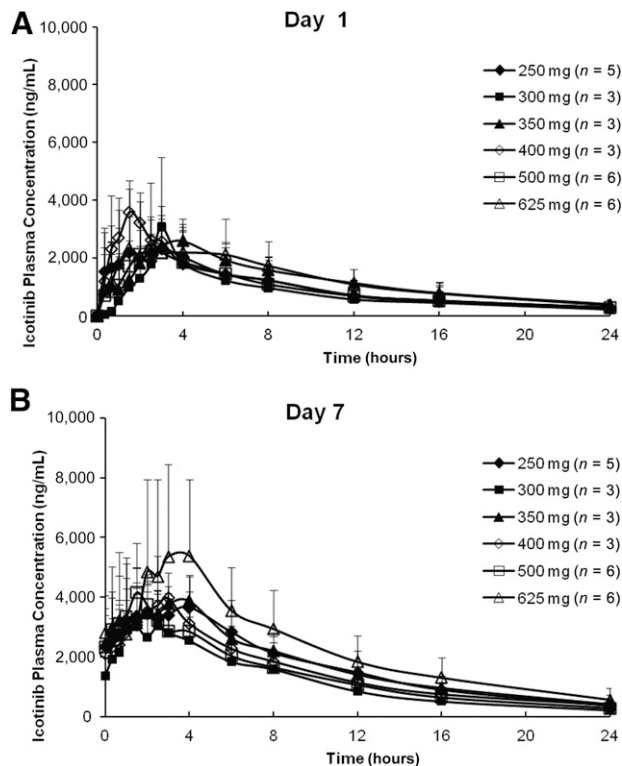 A
Day 1
Icotinib Plasma Concentration (ng/mL)
10,000
8,000
6,000
4,000
2,000
0
250 mg (n = 5)
300 mg (n = 3)
350 mg (n = 3)
400 mg (n = 3)
500 mg (n = 6)
625 mg (n = 6)
0 4 8 12 16 20 24
Time (hours)
B
Day 7
Icotinib Plasma Concentration (ng/mL)
10,000
8,000
6,000
4,000
2,000
0
250 mg (n = 5)
300 mg (n = 3)
350 mg (n = 3)
400 mg (n = 3)
500 mg (n = 6)
625 mg (n = 6)
0 4 8 12 16 20 24
Time (hours)